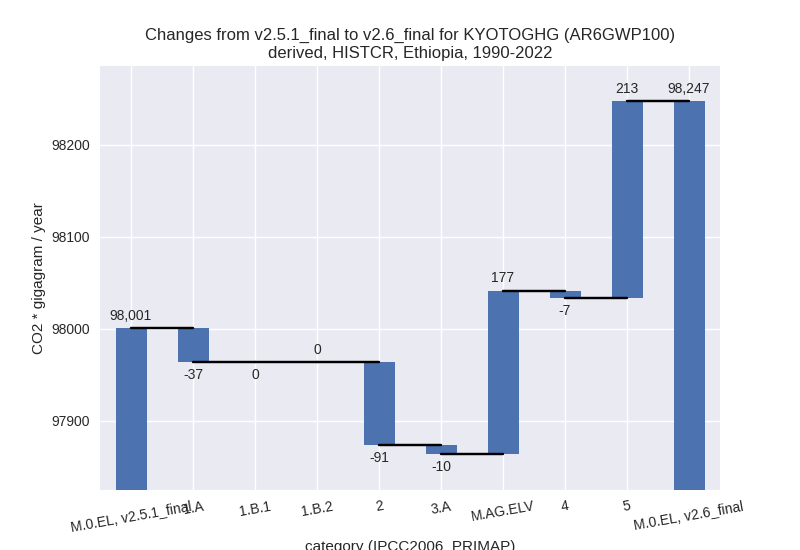 Changes from v2.5.1_final to v2.6_final for KYOTOGHG (AR6GWP100)
derived, HISTCR, Ethiopia, 1990-2022
213
98,247
98200
98100
177
98,001
-7
98000
0
-37
0
97900
-91
-10
CO2 * gigagram / year
M.0.EL, v2.5.1_final
1.A
1.B.1
1.B.2
2
3.A
M.AG.ELV
4
5
M.0.EL, v2.6_final
category (IPCC2006_PRIMAP)